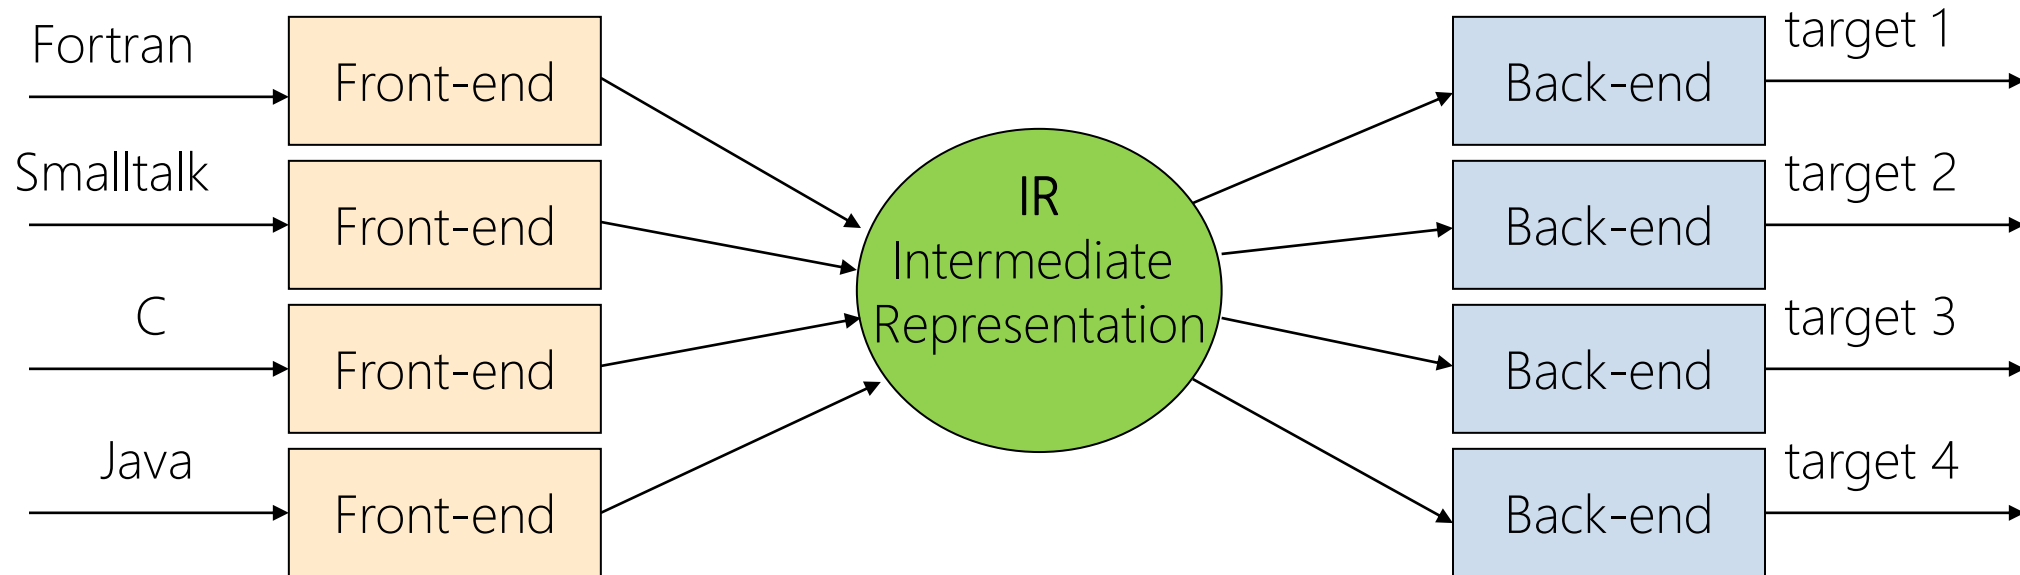 Fortran
Front-end
Back-end
target 1
Smalltalk
Front-end
IR
Intermediate
Representation
Back-end
target 2
C
Front-end
Back-end
target 3
Java
Front-end
Back-end
target 4